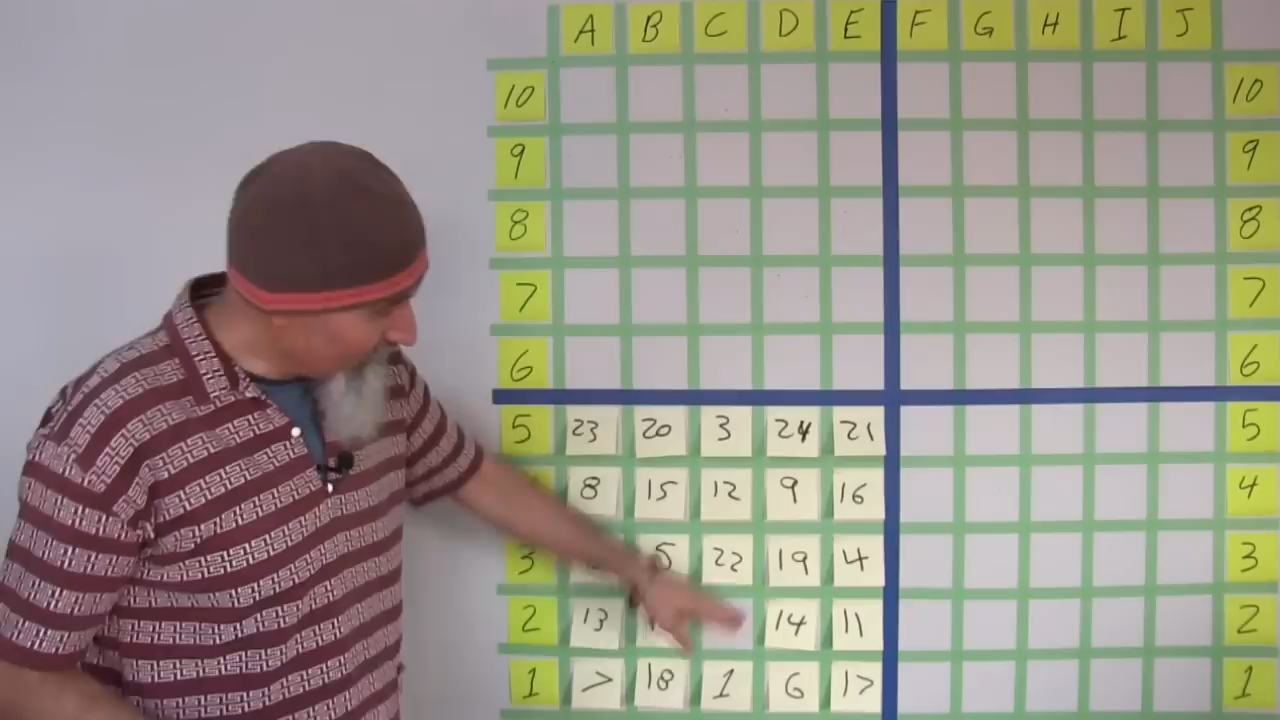 A B C D E F G H I J
10 10
9 9
8 8
7 7
6 6
5 23 20 3 24 21 5
8 15 12 9 16 4
3 22 19 4 3
2 13 14 11 2
1 7 18 1 6 17 1